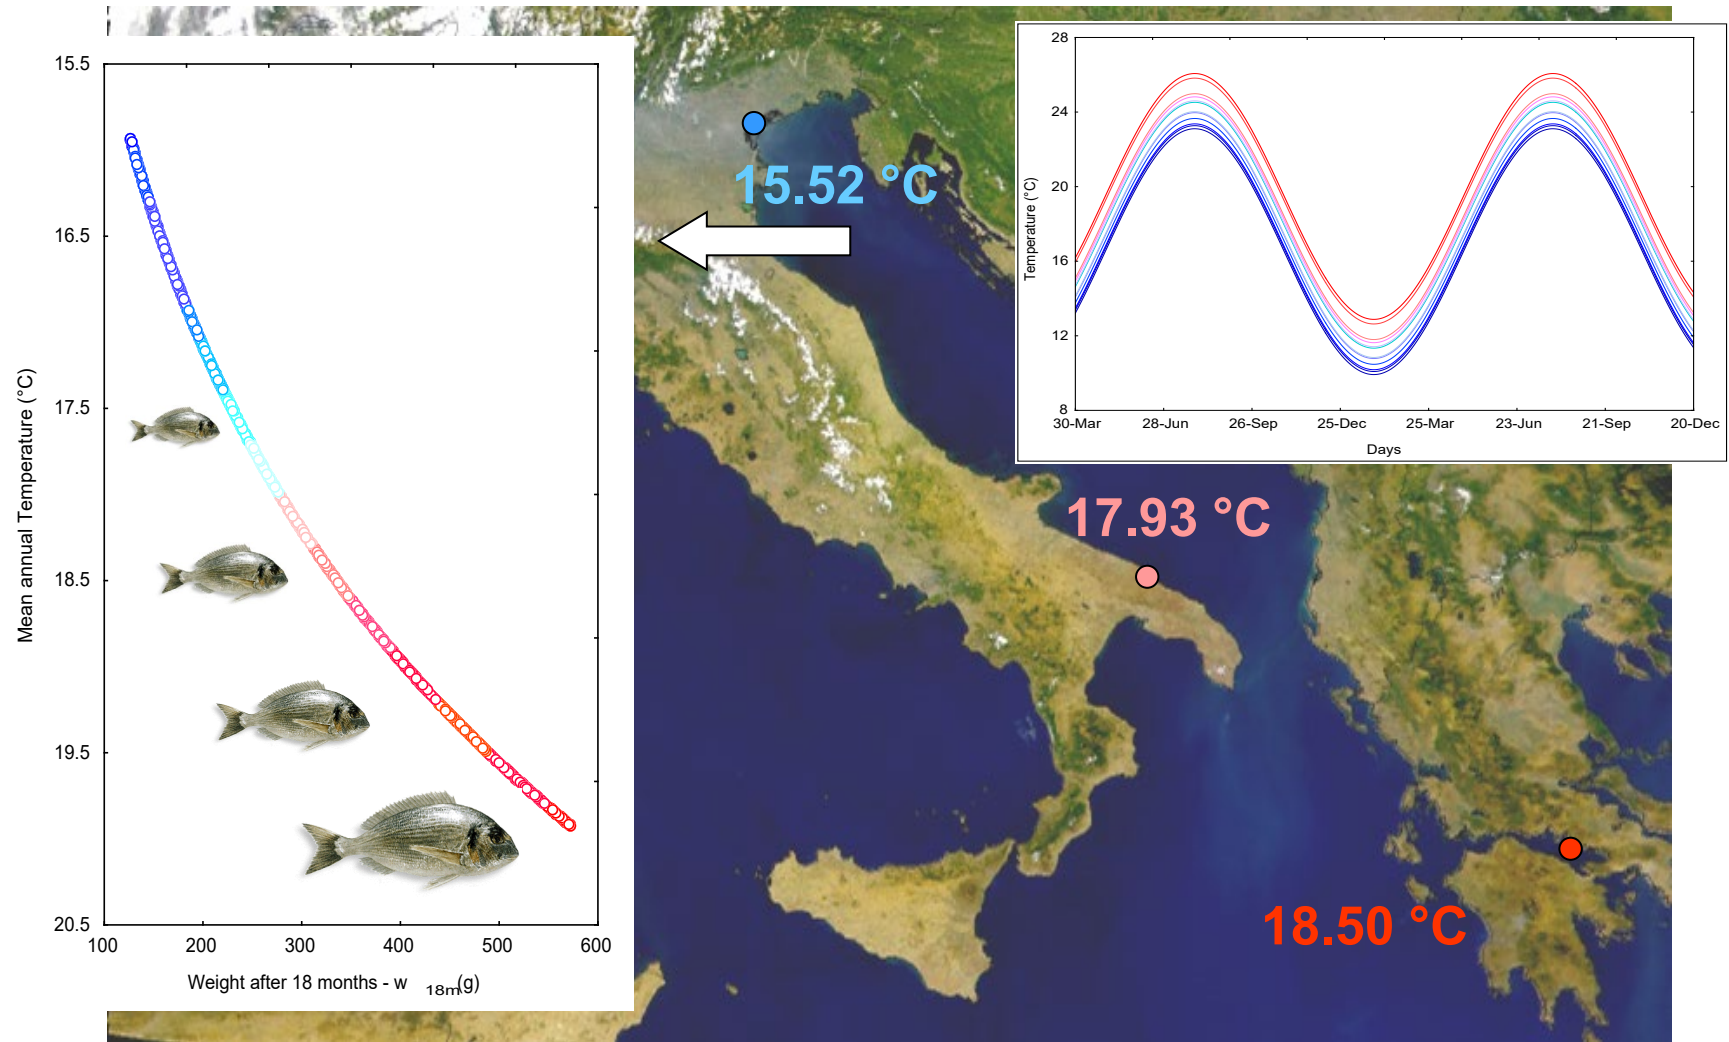 15.5
16.5
17.5
18.5
19.5
20.5
Mean annual Temperature (°C)
100 200 300 400 500 600
Weight after 18 months - w 18m(g)
15.52 °C
17.93 °C
18.50 °C
28
24
20
16
12
8
Temperature (°C)
30-Mar 28-Jun 26-Sep 25-Dec 25-Mar 23-Jun 21-Sep 20-Dec
Days